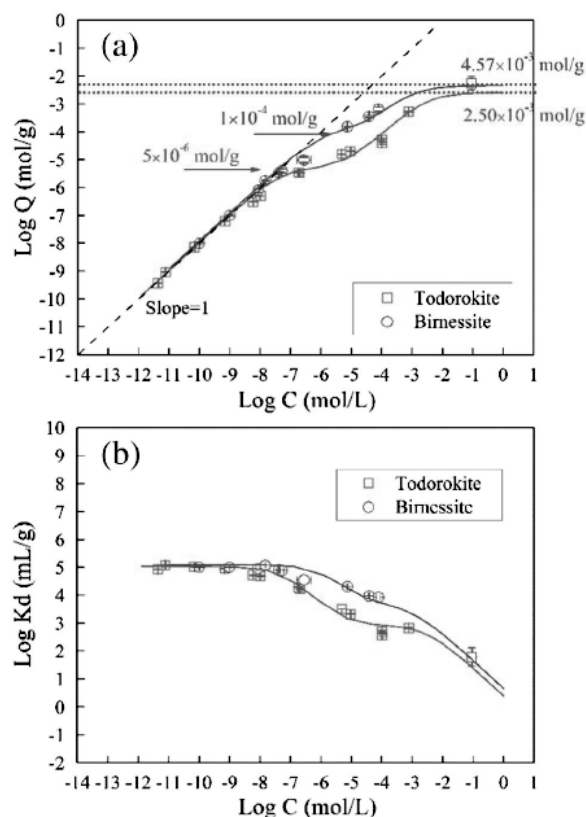 (a)
4.57×10⁻³ mol/g
2.50×10⁻³ mol/g
1×10⁻⁴ mol/g
5×10⁻⁶ mol/g
Slope=1
Todorokite
Birnessite
0
-1
-2
-3
-4
-5
-6
-7
-8
-9
-10
-11
-12
Log Q (mol/g)
-14 -13 -12 -11 -10 -9 -8 -7 -6 -5 -4 -3 -2 -1 0 1
Log C (mol/L)
(b)
Todorokite
Birnessite
10
9
8
7
6
5
4
3
2
1
0
-1
-2
Log Kd (mL/g)
-14 -13 -12 -11 -10 -9 -8 -7 -6 -5 -4 -3 -2 -1 0 1
Log C (mol/L)